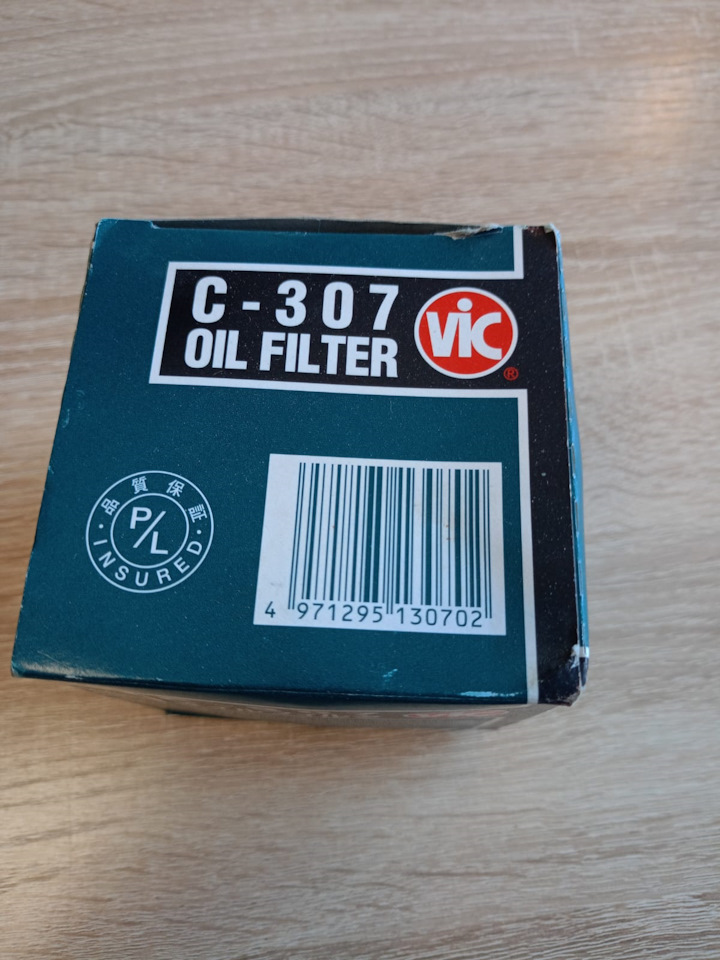 C-307
OIL FILTER
ViC
®
品質保証
P/L
·INSURED·
4 971295 130702